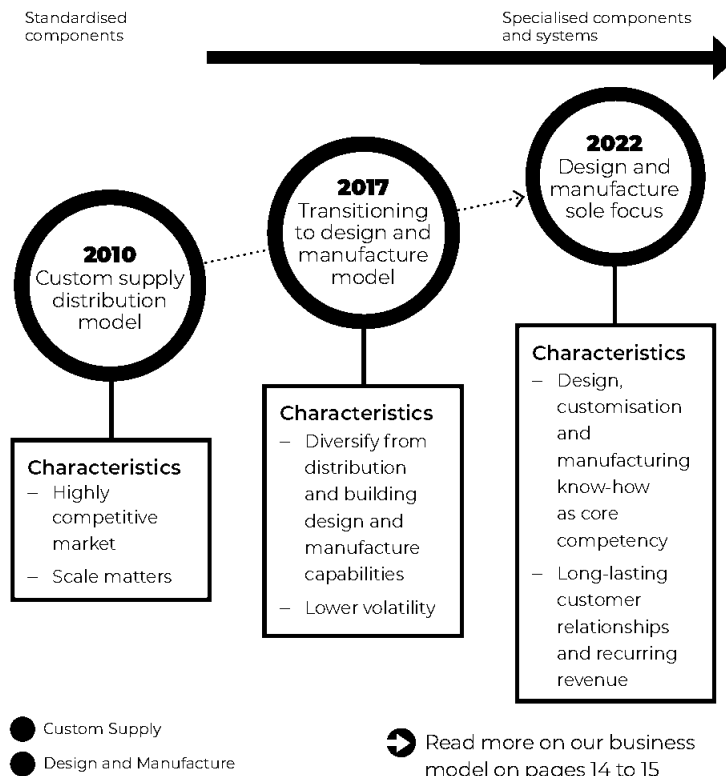 Standardised
components
Specialised components
and systems
2010
Custom supply
distribution
model
2017
Transitioning
to design and
manufacture
model
2022
Design and
manufacture
sole focus
Characteristics
– Highly
competitive
market
– Scale matters
Characteristics
– Diversify from
distribution
and building
design and
manufacture
capabilities
– Lower volatility
Characteristics
– Design,
customisation
and
manufacturing
know-how
as core
competency
– Long-lasting
customer
relationships
and recurring
revenue
Custom Supply
Design and Manufacture
Read more on our business
model on pages 14 to 15